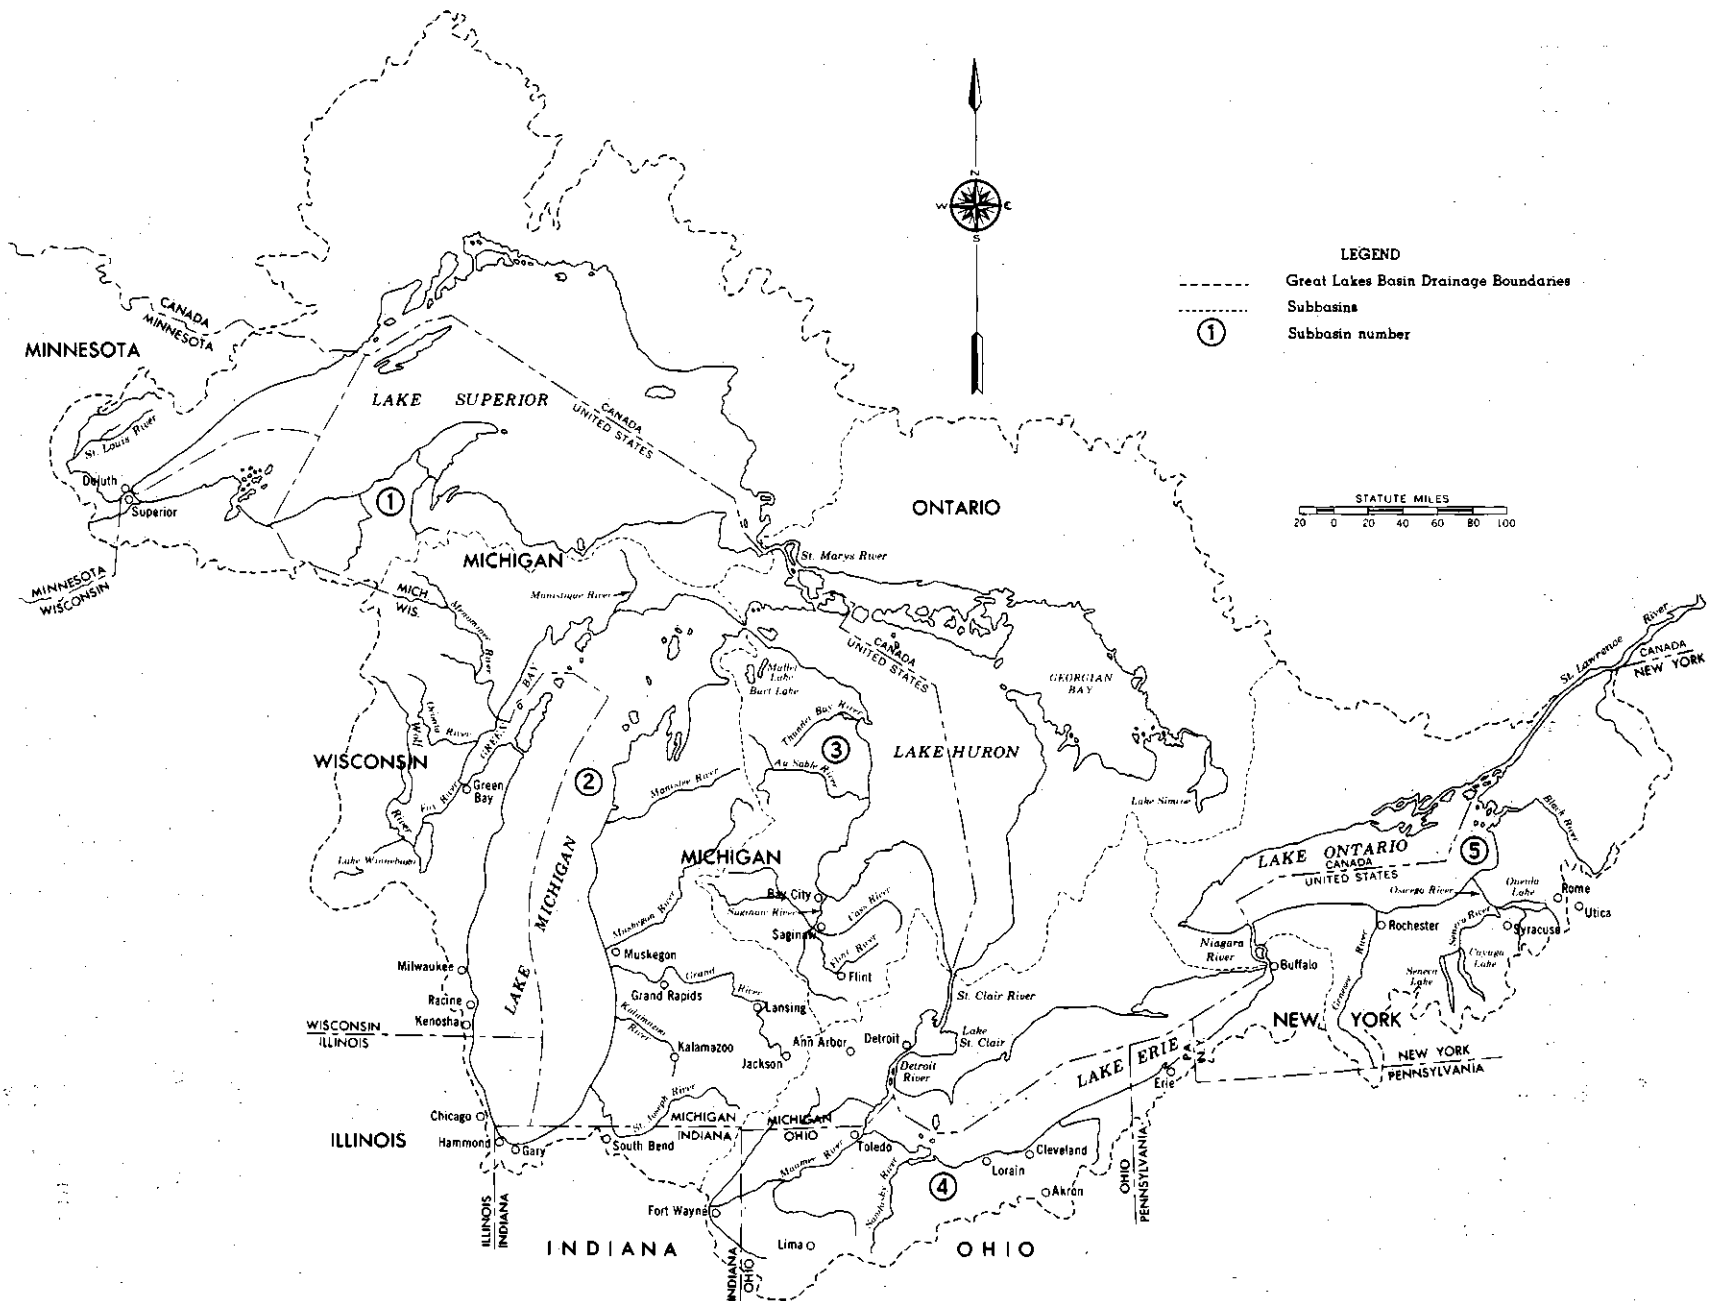 N
W
E
S
LEGEND
Great Lakes Basin Drainage Boundaries
Subbasins
1 Subbasin number
STATUTE MILES
20 0 20 40 60 80 100
CANADA
MINNESOTA
MINNESOTA
LAKE SUPERIOR
CANADA
UNITED STATES
St. Louis River
Duluth
Superior
1
MINNESOTA
WISCONSIN
MICHIGAN
ONTARIO
St. Marys River
MICH.
WIS.
Menominee River
Manistique River
CANADA
UNITED STATES
GEORGIAN BAY
Mullet Lake
Burt Lake
GREEN BAY
Oconto River
Wolf River
WISCONSIN
Fox River
Green Bay
Lake Winnebago
2
Thunder Bay River
3
LAKE HURON
Au Sable River
Manistee River
Lake Simcoe
St. Lawrence River
CANADA
NEW YORK
Black River
LAKE ONTARIO
CANADA
UNITED STATES
5
Oswego River
Oneida Lake
Rome
Utica
MICHIGAN
LAKE MICHIGAN
Bay City
Saginaw River
Cass River
Saginaw
Flint River
Flint
Muskegon River
Muskegon
Grand River
Grand Rapids
Lansing
Kalamazoo River
Kalamazoo
Jackson
Ann Arbor
Detroit
St. Clair River
Lake St. Clair
Detroit River
Milwaukee
Racine
Kenosha
WISCONSIN
ILLINOIS
Niagara River
Buffalo
Rochester
Genesee River
Seneca River
Syracuse
Seneca Lake
Cayuga Lake
NEW YORK
NEW YORK
PENNSYLVANIA
LAKE ERIE
PA.
N.Y.
Erie
Chicago
Hammond
Gary
ILLINOIS
South Bend
St. Joseph River
MICHIGAN
INDIANA
MICHIGAN
OHIO
Toledo
Maumee River
Sandusky River
Lorain
Cleveland
Akron
4
OHIO
PENNSYLVANIA
Fort Wayne
Lima
ILLINOIS
INDIANA
INDIANA
INDIANA
OHIO
OHIO